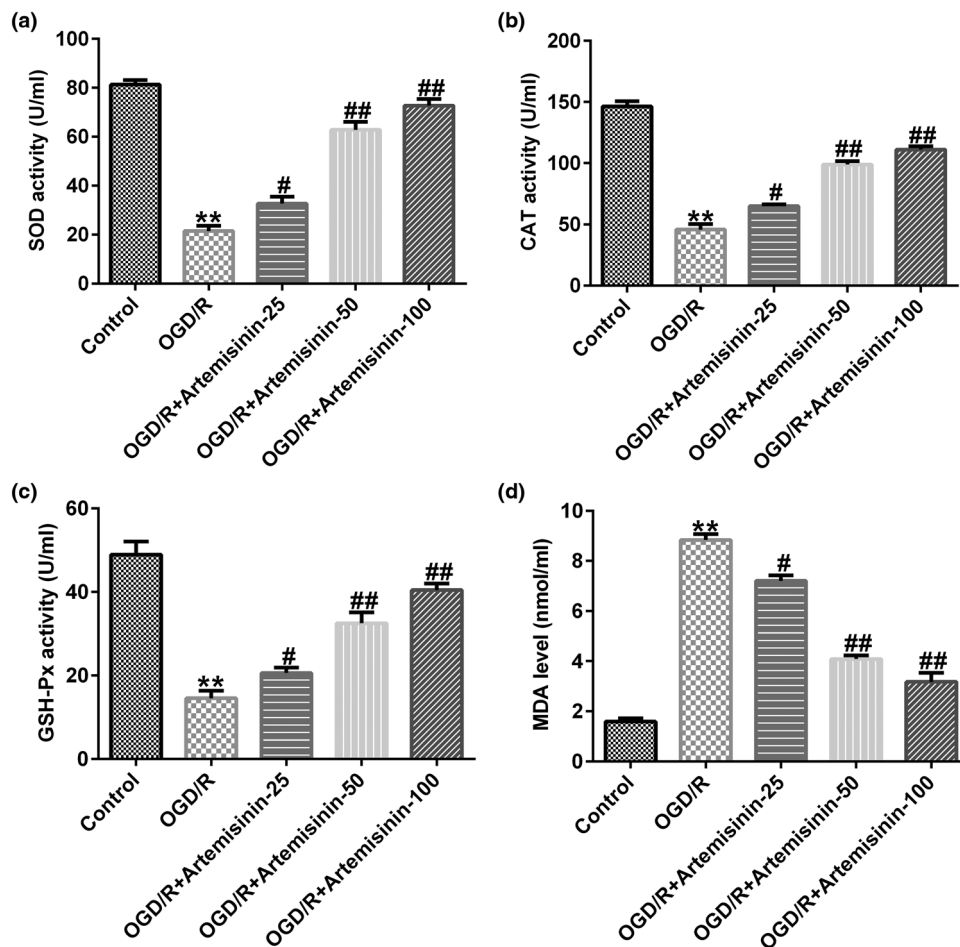 (a)
SOD activity (U/ml)
100
80
60
40
20
0
**
#
##
##
Control
OGD/R
OGD/R+Artemisinin-25
OGD/R+Artemisinin-50
OGD/R+Artemisinin-100
(b)
CAT activity (U/ml)
200
150
100
50
0
**
#
##
##
Control
OGD/R
OGD/R+Artemisinin-25
OGD/R+Artemisinin-50
OGD/R+Artemisinin-100
(c)
GSH-Px activity (U/ml)
60
40
20
0
**
#
##
##
Control
OGD/R
OGD/R+Artemisinin-25
OGD/R+Artemisinin-50
OGD/R+Artemisinin-100
(d)
MDA level (nmol/ml)
10
8
6
4
2
0
**
#
##
##
Control
OGD/R
OGD/R+Artemisinin-25
OGD/R+Artemisinin-50
OGD/R+Artemisinin-100